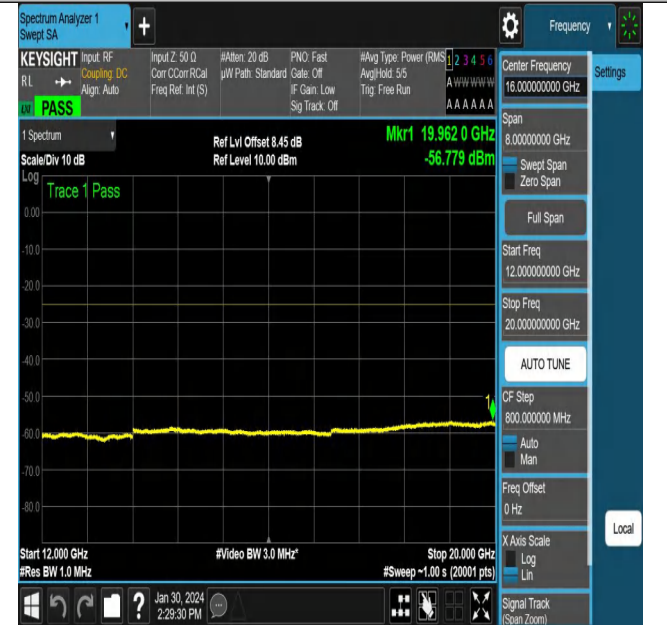 Spectrum Analyzer 1
Swept SA
+
Frequency
KEYSIGHT
RL
LXI
PASS
Input: RF
Coupling: DC
Align: Auto
Input Z: 50 Ω
Corr CCorr RCal
Freq Ref: Int (S)
#Atten: 20 dB
µW Path: Standard
PNO: Fast
Gate: Off
IF Gain: Low
Sig Track: Off
#Avg Type: Power (RMS
Avg|Hold: 5/5
Trig: Free Run
1 2 3 4 5 6
A W W W W W
A A A A A A
Center Frequency
16.000000000 GHz
Settings
1 Spectrum
Scale/Div 10 dB
Ref Lvl Offset 8.45 dB
Ref Level 10.00 dBm
Mkr1 19.962 0 GHz
-56.779 dBm
Span
8.00000000 GHz
Swept Span
Zero Span
Full Span
Start Freq
12.000000000 GHz
Stop Freq
20.000000000 GHz
AUTO TUNE
CF Step
800.000000 MHz
Auto
Man
Freq Offset
0 Hz
X Axis Scale
Log
Lin
Local
Signal Track
(Span Zoom)
Log
Trace 1 Pass
0.00
-10.0
-20.0
-30.0
-40.0
-50.0
-60.0
-70.0
-80.0
1
Start 12.000 GHz
#Res BW 1.0 MHz
#Video BW 3.0 MHz*
Stop 20.000 GHz
#Sweep ~1.00 s (20001 pts)
?
Jan 30, 2024
2:29:30 PM